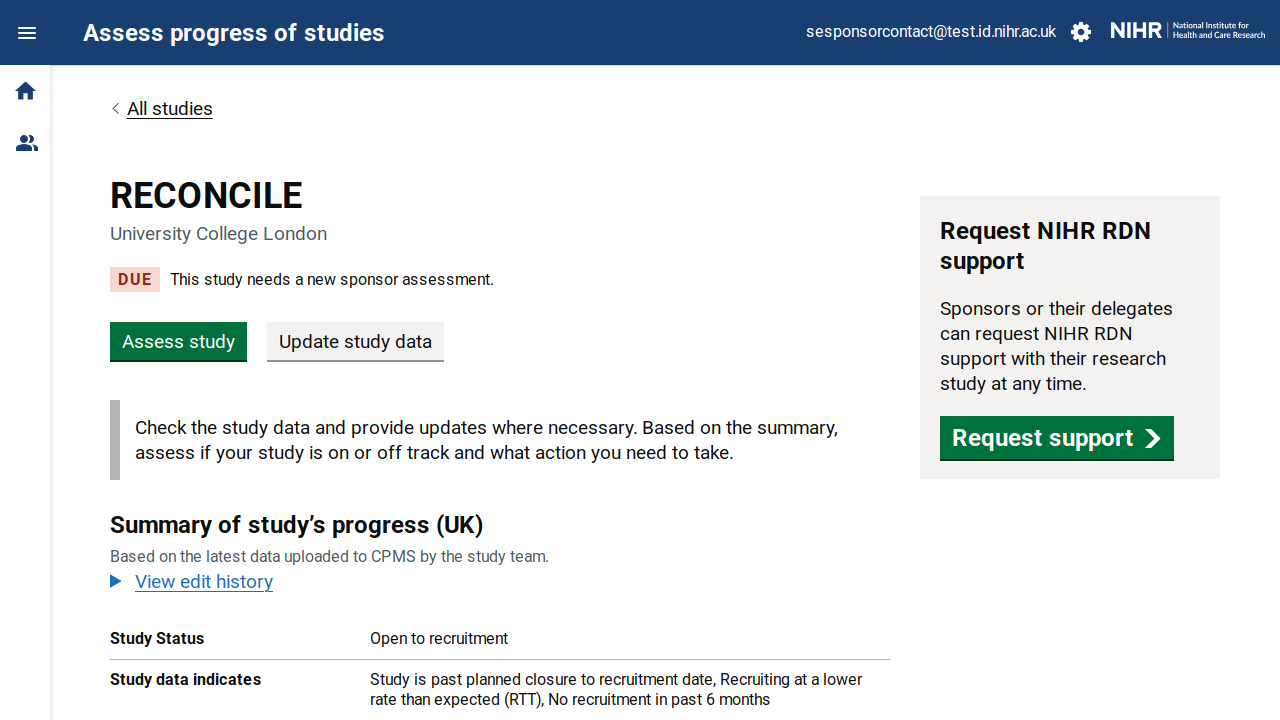 Assess progress of studies
sesponsorcontact@test.id.nihr.ac.uk
NIHR
National Institute for
Health and Care Research
All studies
RECONCILE
University College London
DUE
This study needs a new sponsor assessment.
Assess study
Update study data
Check the study data and provide updates where necessary. Based on the summary,
assess if your study is on or off track and what action you need to take.
Summary of study’s progress (UK)
Based on the latest data uploaded to CPMS by the study team.
View edit history
Study Status
Open to recruitment
Study data indicates
Study is past planned closure to recruitment date, Recruiting at a lower
rate than expected (RTT), No recruitment in past 6 months
Request NIHR RDN
support
Sponsors or their delegates
can request NIHR RDN
support with their research
study at any time.
Request support